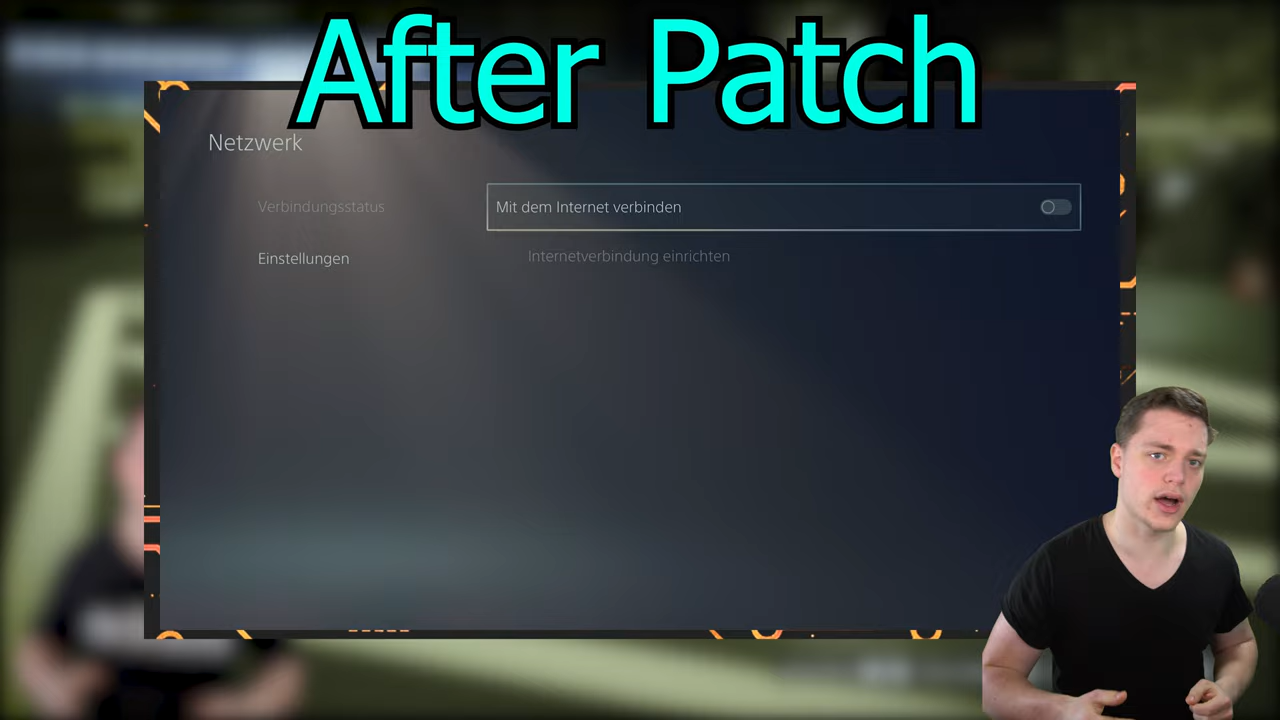 After Patch
Netzwerk
Verbindungsstatus
Mit dem Internet verbinden
Einstellungen
Internetverbindung einrichten